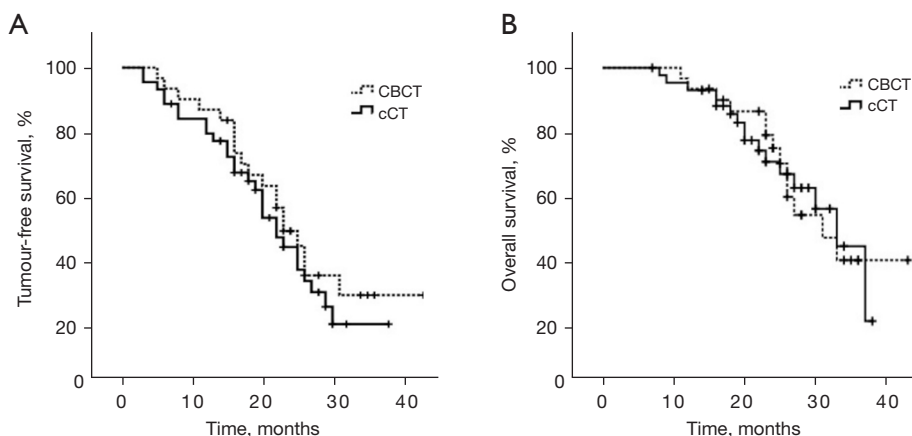 A
Tumour-free survival, %
100
80
60
40
20
0
0 10 20 30 40
Time, months
CBCT
cCT
B
Overall survival, %
100
80
60
40
20
0
0 10 20 30 40
Time, months
CBCT
cCT